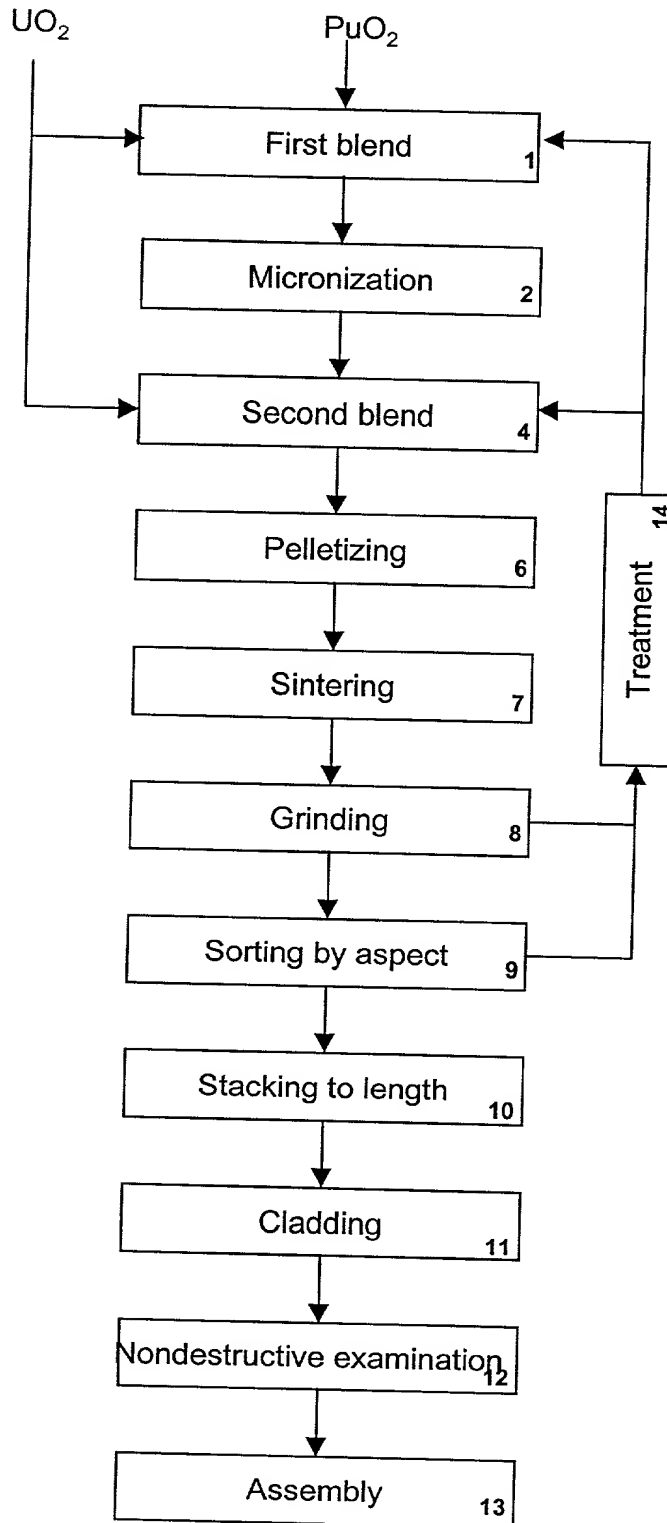 UO₂
PuO₂
First blend
1
Micronization
2
Second blend
4
Pelletizing
6
Sintering
7
Grinding
8
Sorting by aspect
9
Stacking to length
10
Cladding
11
Nondestructive examination
12
Assembly
13
14
Treatment